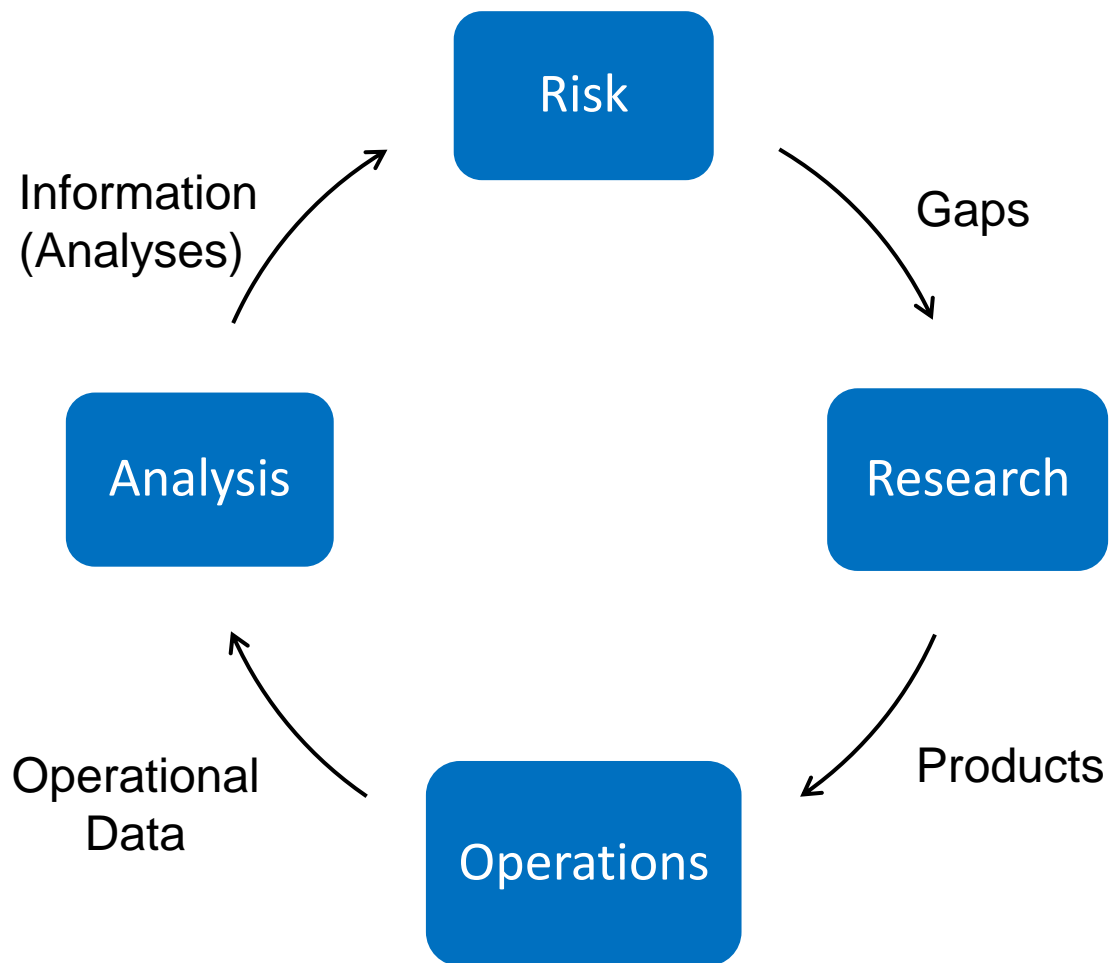 Risk
Information
(Analyses)
Gaps
Analysis
Research
Operational
Data
Products
Operations